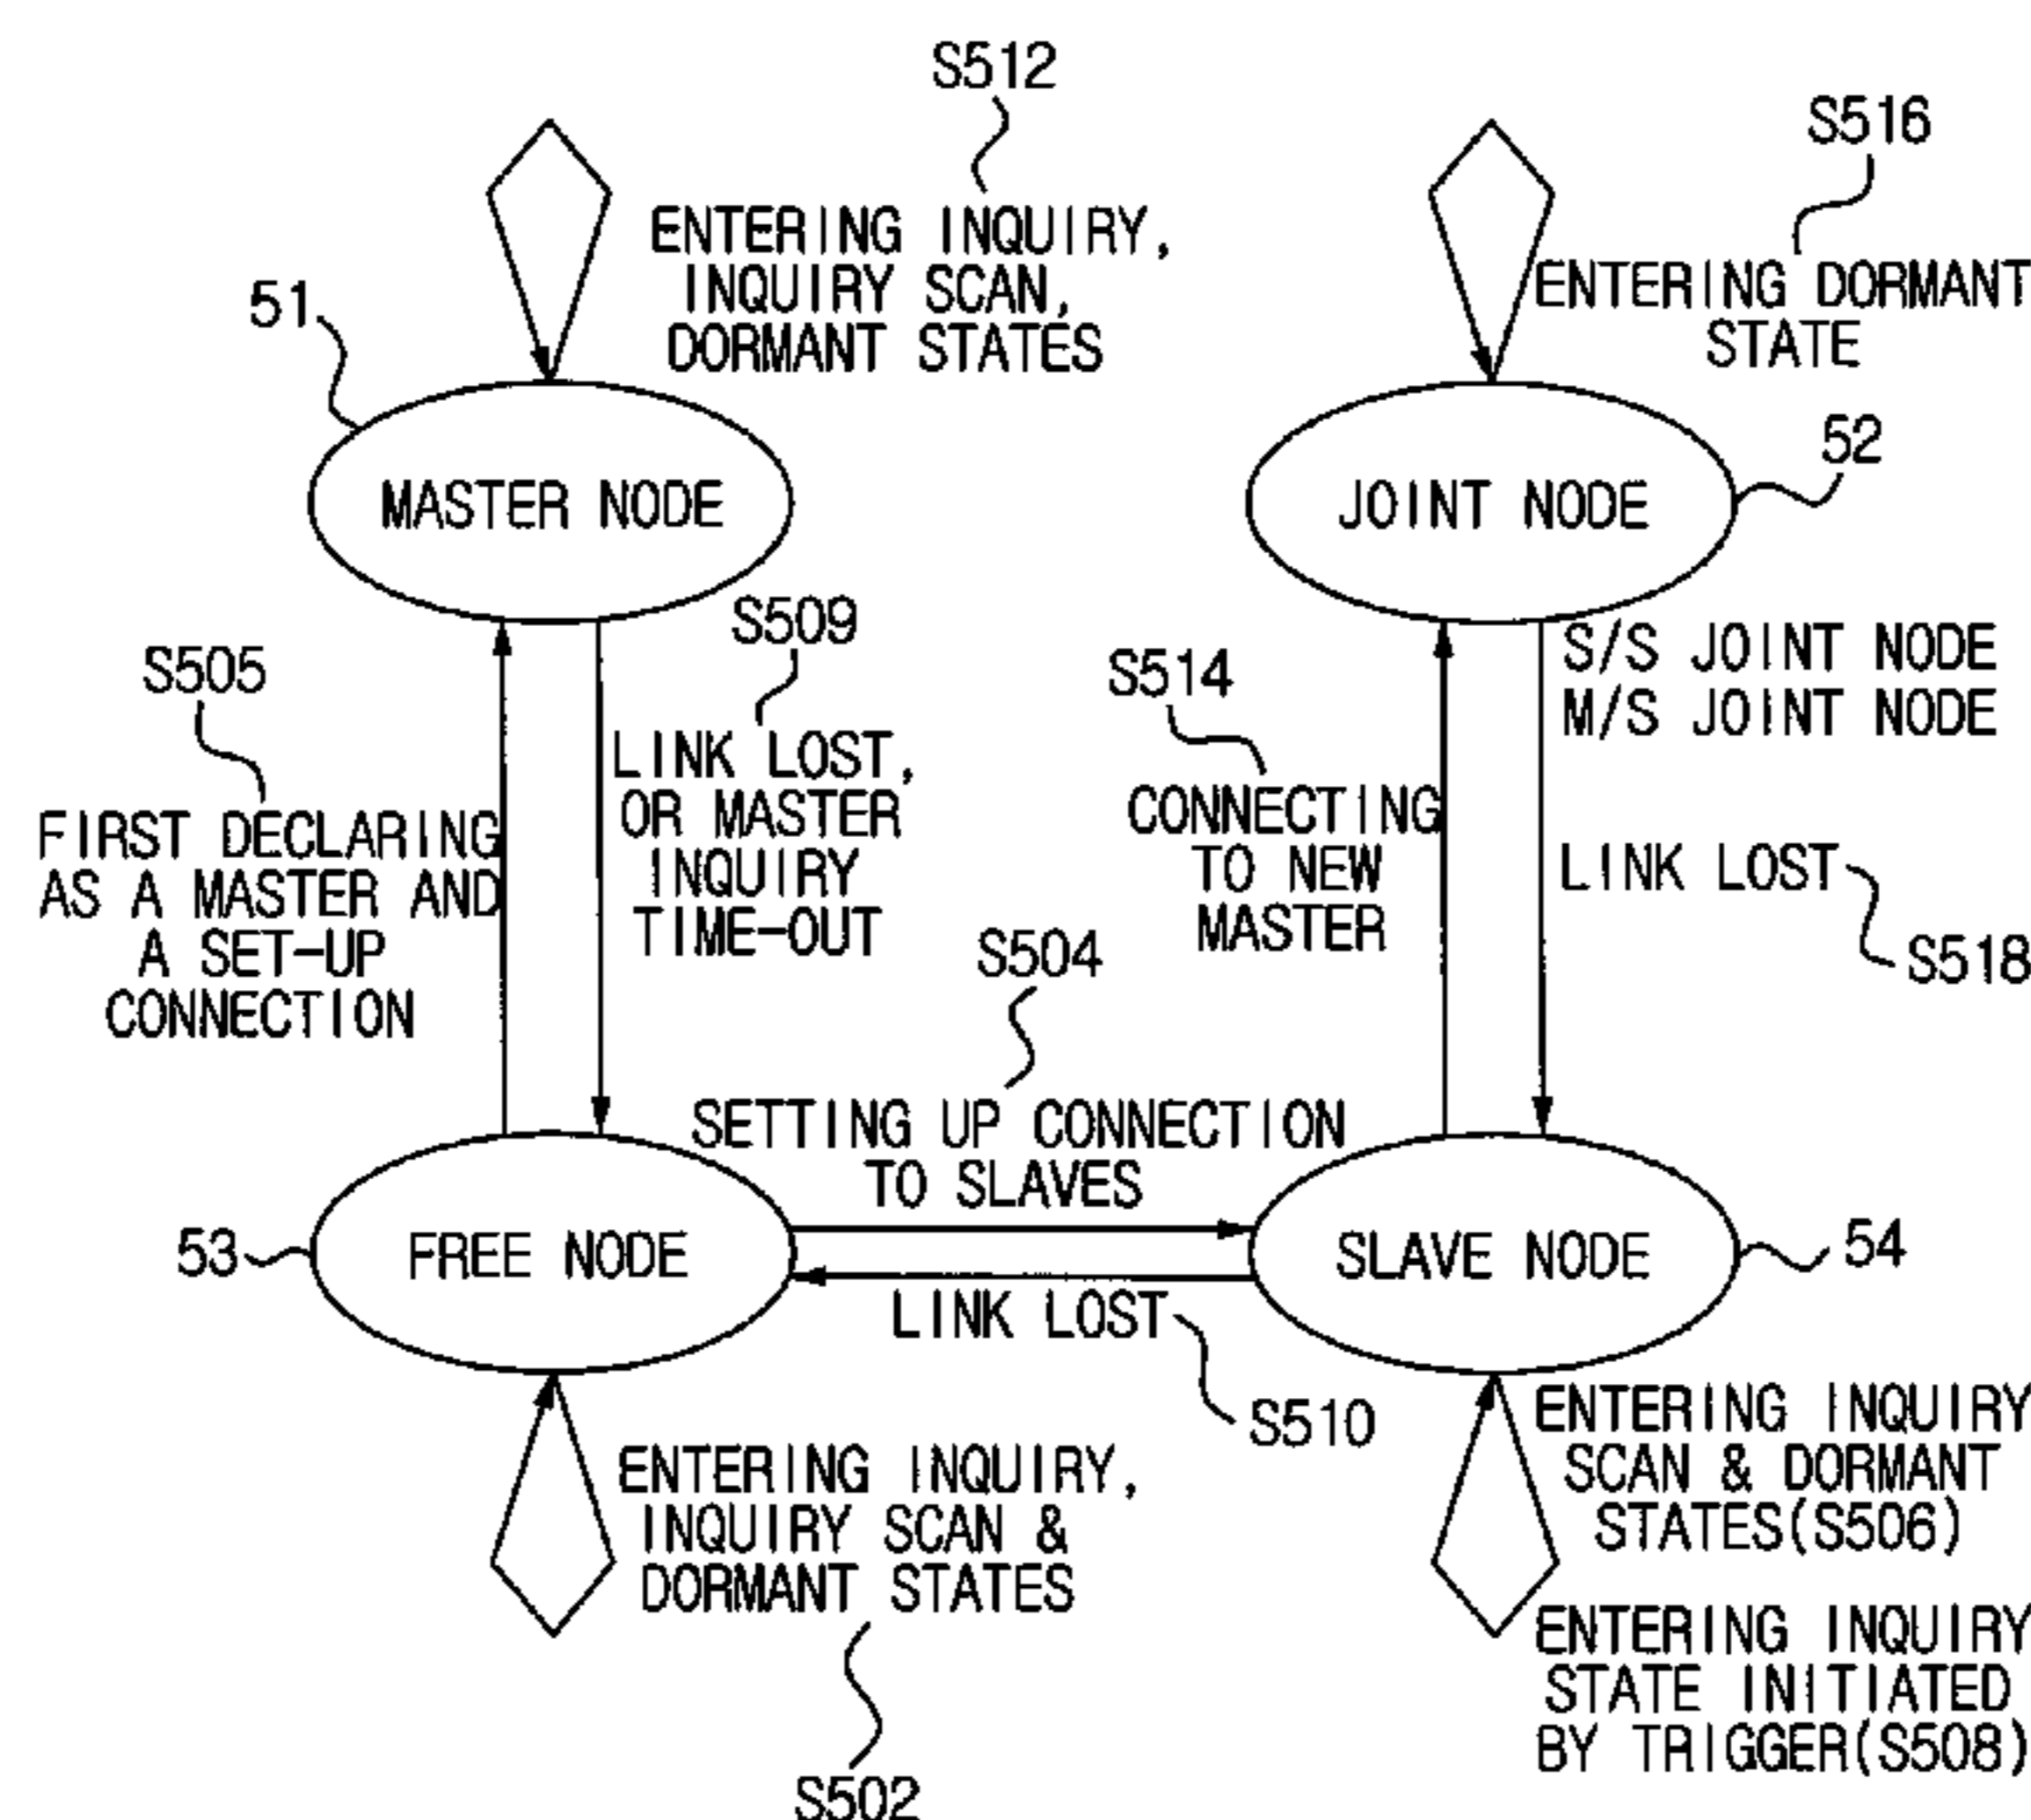 S512
S516
ENTERING INQUIRY,
INQUIRY SCAN,
DORMANT STATES
ENTERING DORMANT
STATE
51
52
MASTER NODE
JOINT NODE
S509
S505
LINK LOST,
OR MASTER
INQUIRY
TIME-OUT
FIRST DECLARING
AS A MASTER AND
A SET-UP
CONNECTION
S514
CONNECTING
TO NEW
MASTER
S/S JOINT NODE
M/S JOINT NODE
LINK LOST
S518
S504
SETTING UP CONNECTION
TO SLAVES
53
FREE NODE
SLAVE NODE
54
LINK LOST
S510
ENTERING INQUIRY,
INQUIRY SCAN &
DORMANT STATES
S502
ENTERING INQUIRY
SCAN & DORMANT
STATES(S506)
ENTERING INQUIRY
STATE INITIATED
BY TRIGGER(S508)